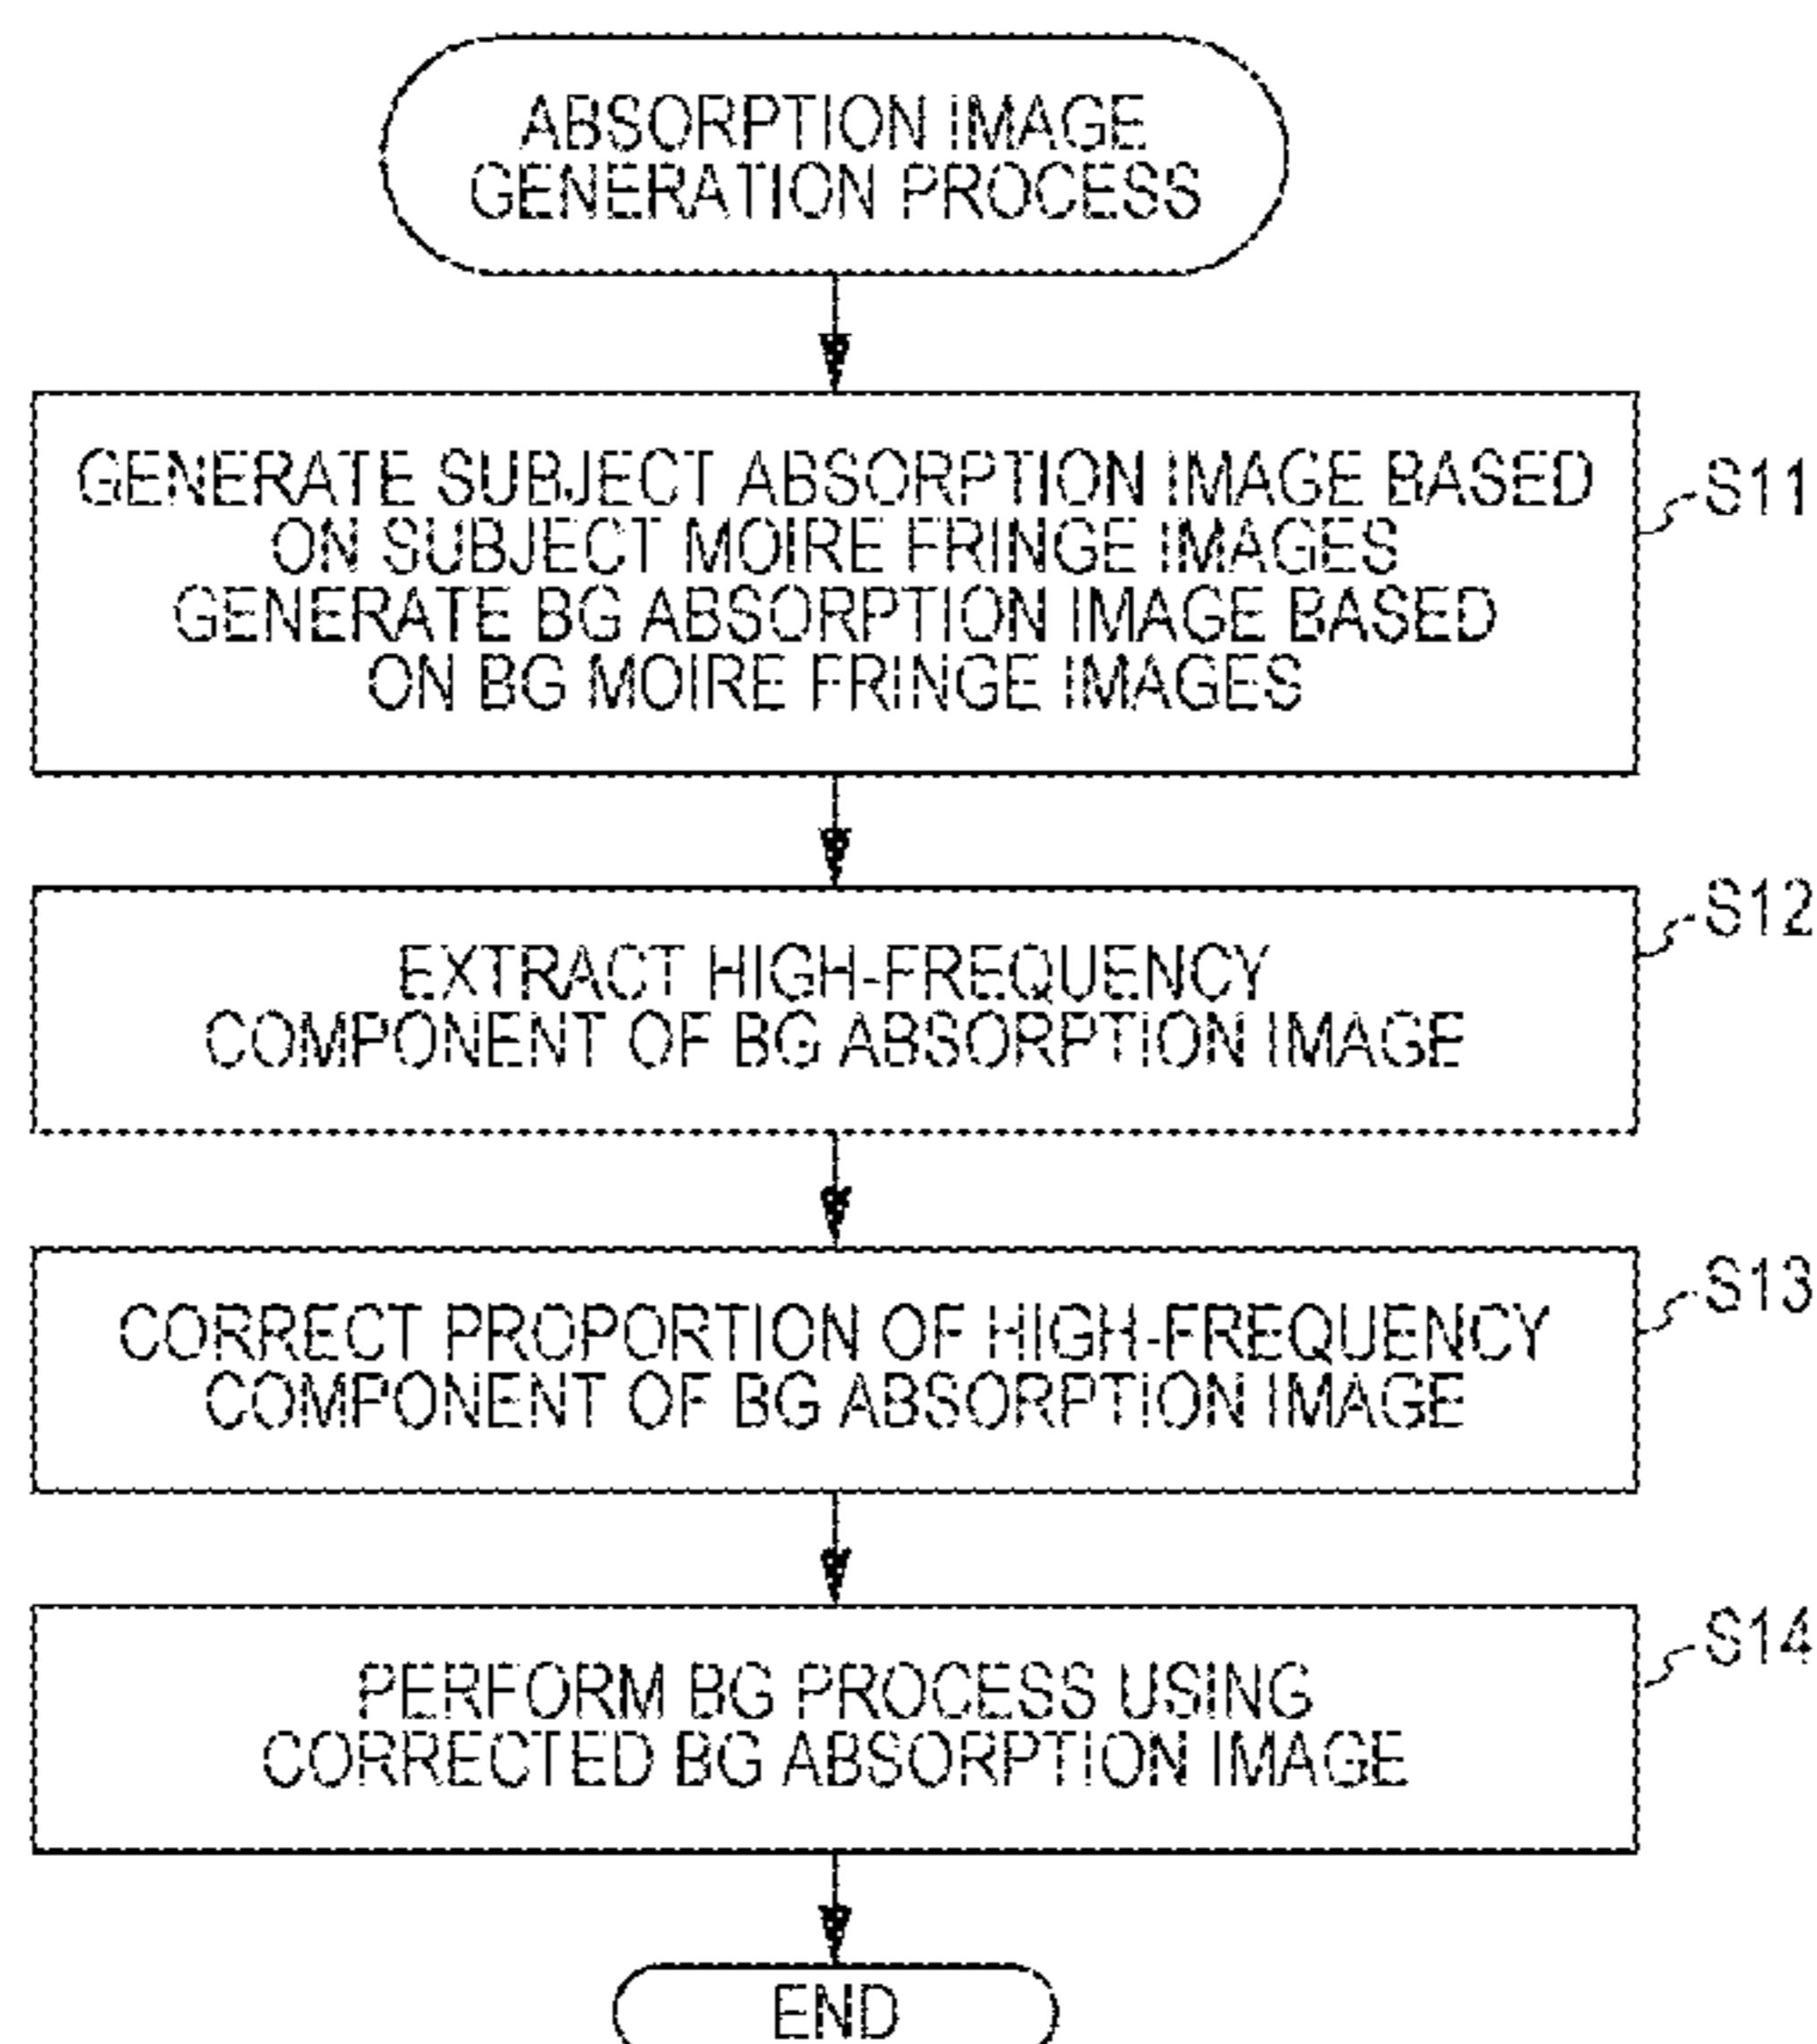 ABSORPTION IMAGE
GENERATION PROCESS
GENERATE SUBJECT ABSORPTION IMAGE BASED
ON SUBJECT MOIRE FRINGE IMAGES
GENERATE BG ABSORPTION IMAGE BASED
ON BG MOIRE FRINGE IMAGES
S11
EXTRACT HIGH-FREQUENCY
COMPONENT OF BG ABSORPTION IMAGE
S12
CORRECT PROPORTION OF HIGH-FREQUENCY
COMPONENT OF BG ABSORPTION IMAGE
S13
PERFORM BG PROCESS USING
CORRECTED BG ABSORPTION IMAGE
S14
END